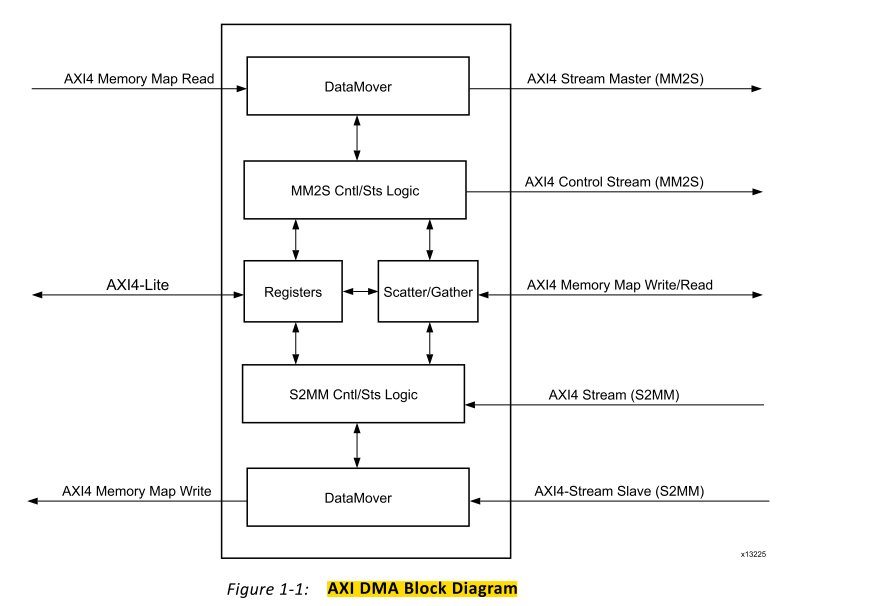 AXI4 Memory Map Read
DataMover
AXI4 Stream Master (MM2S)
MM2S Cntl/Sts Logic
AXI4 Control Stream (MM2S)
AXI4-Lite
Registers
Scatter/Gather
AXI4 Memory Map Write/Read
S2MM Cntl/Sts Logic
AXI4 Stream (S2MM)
AXI4 Memory Map Write
DataMover
AXI4-Stream Slave (S2MM)
x13225
Figure 1-1: AXI DMA Block Diagram